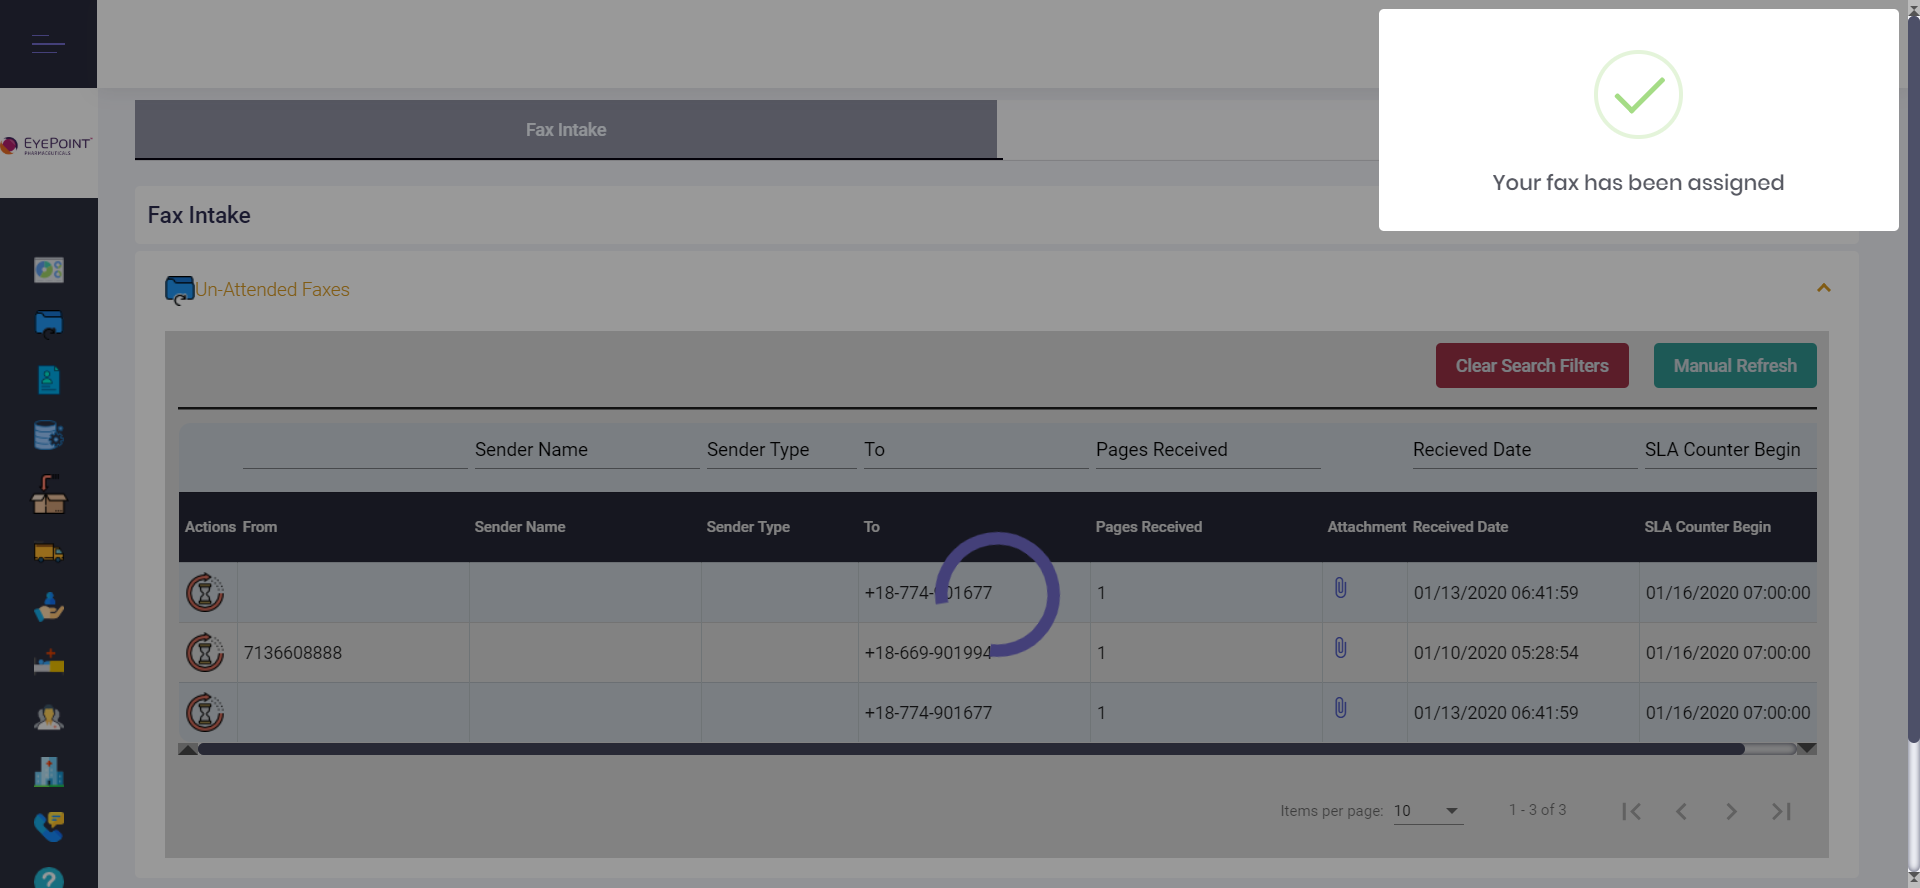 EYEPOINT
PHARMACEUTICALS
Fax Intake
Your fax has been assigned
Fax Intake
Un-Attended Faxes
Clear Search Filters
Manual Refresh
Sender Name
Sender Type
To
Pages Received
Recieved Date
SLA Counter Begin
Actions From Sender Name Sender Type To Pages Received Attachment Received Date SLA Counter Begin
+18-774-901677 1 01/13/2020 06:41:59 01/16/2020 07:00:00
7136608888 +18-669-901994 1 01/10/2020 05:28:54 01/16/2020 07:00:00
+18-774-901677 1 01/13/2020 06:41:59 01/16/2020 07:00:00
Items per page: 10 1 - 3 of 3
?